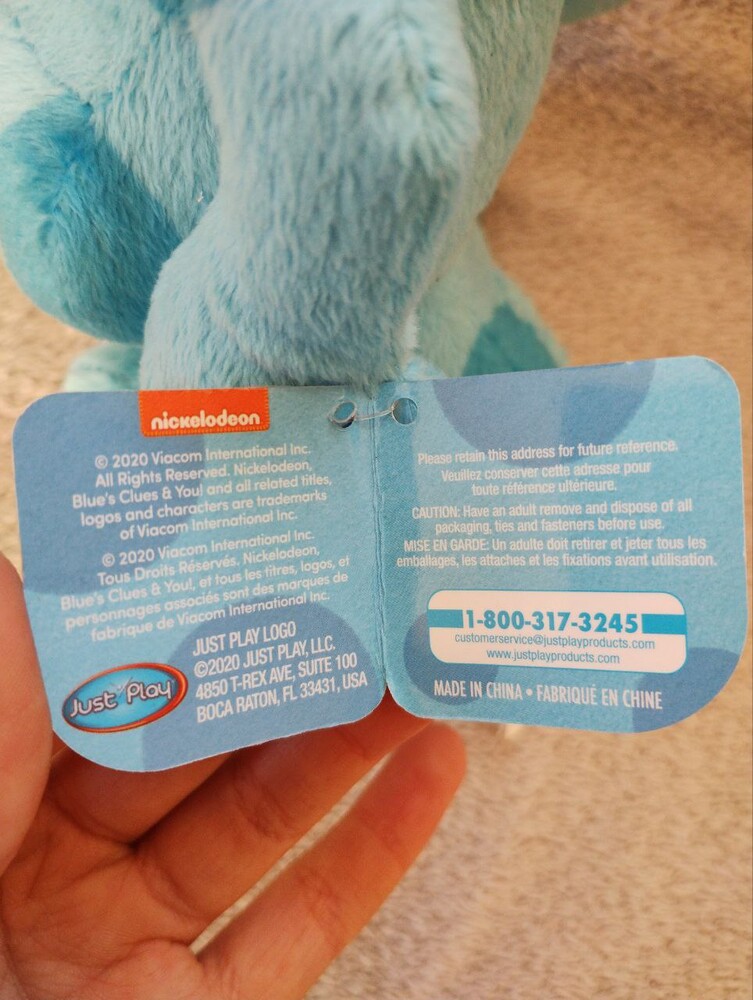 nickelodeon
© 2020 Viacom International Inc.
All Rights Reserved. Nickelodeon,
Blue's Clues & You! and all related titles,
logos and characters are trademarks
of Viacom International Inc.
© 2020 Viacom International Inc.
Tous Droits Réservés. Nickelodeon,
Blue's Clues & You!, et tous les titres, logos, et
personnages associés sont des marques de
fabrique de Viacom International Inc.
Just Play
JUST PLAY LOGO
©2020 JUST PLAY, LLC.
4850 T-REX AVE, SUITE 100
BOCA RATON, FL 33431, USA
Please retain this address for future reference.
Veuillez conserver cette adresse pour
toute référence ultérieure.
CAUTION: Have an adult remove and dispose of all
packaging, ties and fasteners before use.
MISE EN GARDE: Un adulte doit retirer et jeter tous les
emballages, les attaches et les fixations avant utilisation.
1-800-317-3245
customerservice@justplayproducts.com
www.justplayproducts.com
MADE IN CHINA • FABRIQUÉ EN CHINE